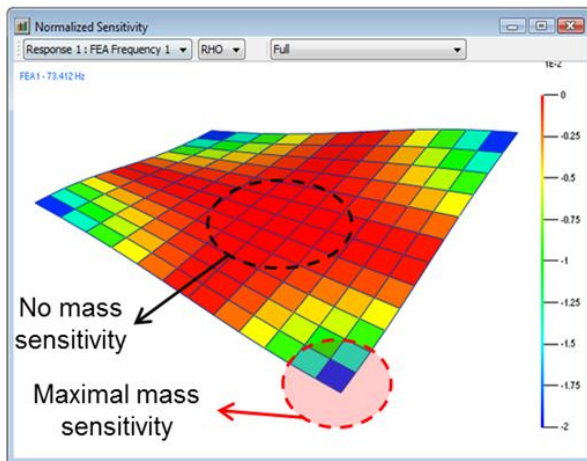 Normalized Sensitivity
Response 1 : FEA Frequency 1 RHO Full
FEA1 - 73.412 Hz
1E-2
0
-0.25
-0.5
-0.75
-1
-1.25
-1.5
-1.75
-2
No mass
sensitivity
Maximal mass
sensitivity